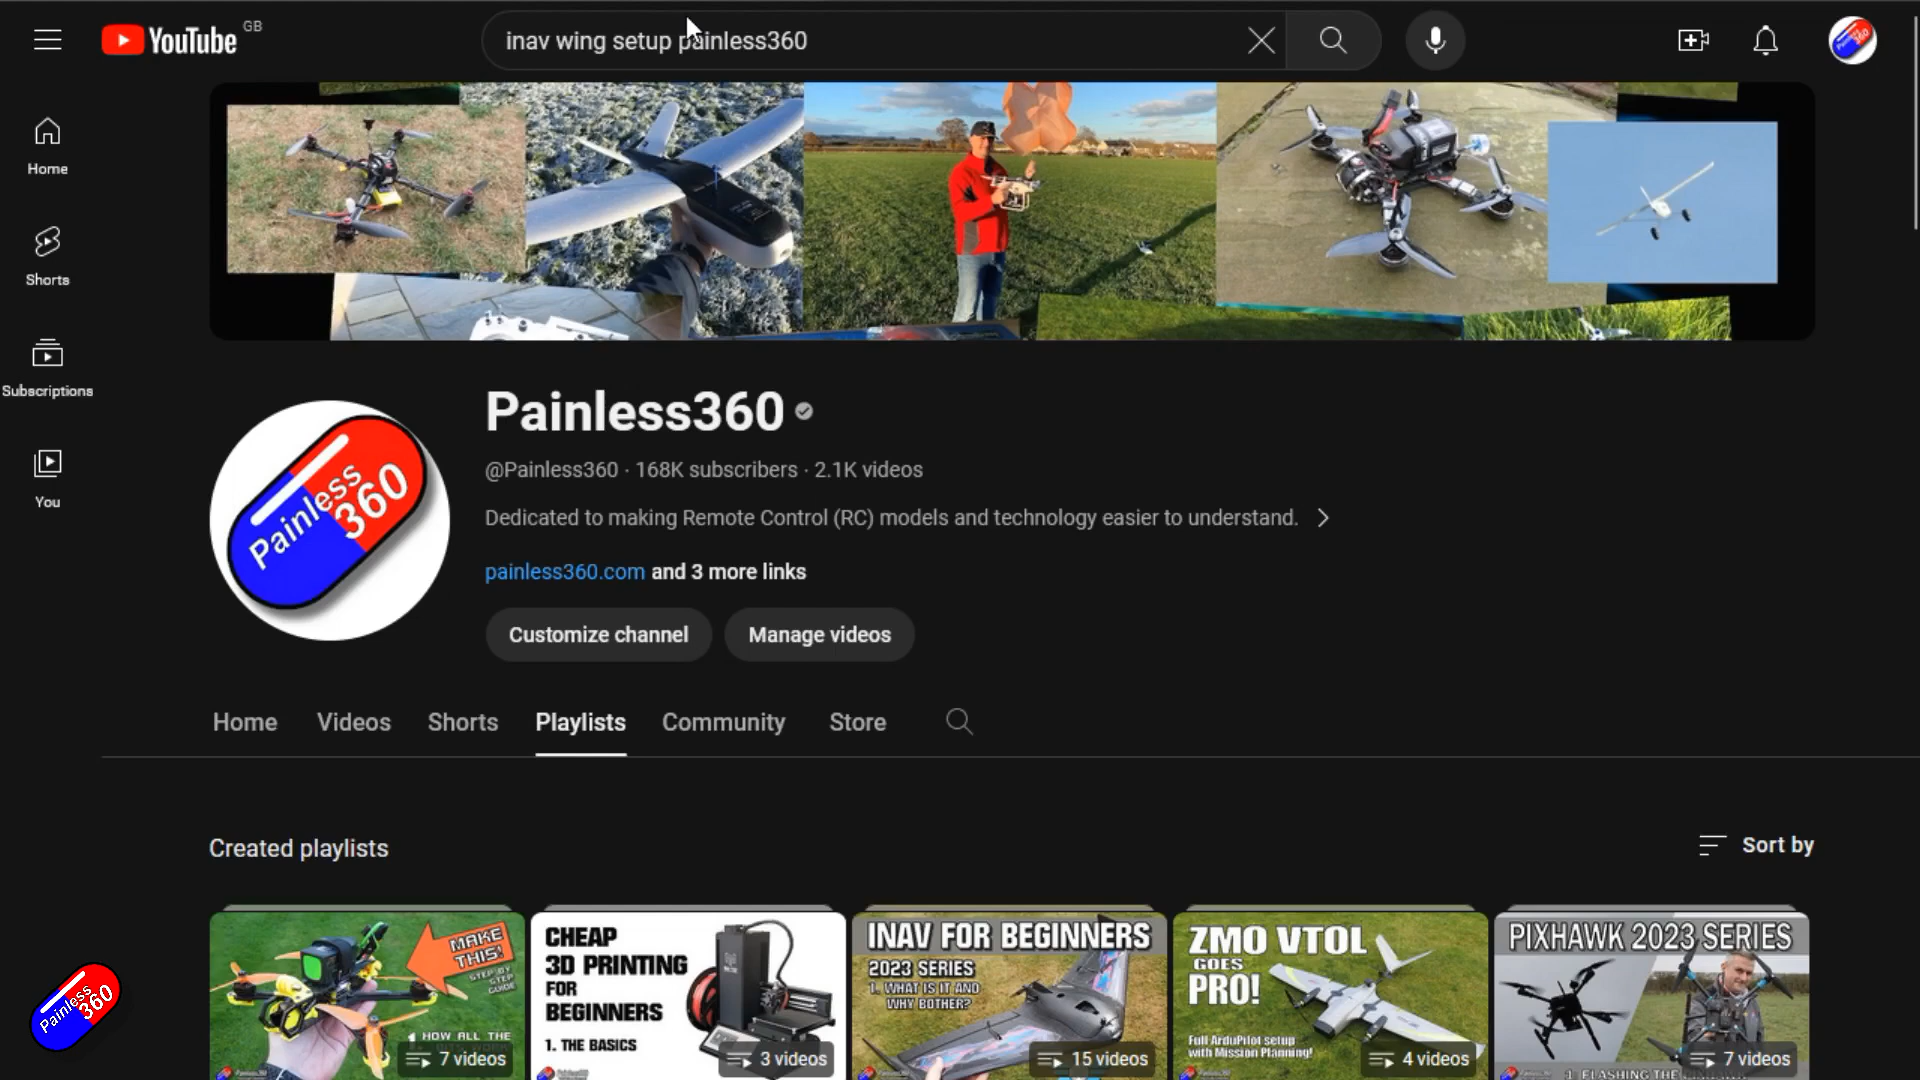 YouTube GB
inav wing setup painless360
Home
Shorts
Subscriptions
You
Painless360
@Painless360 · 168K subscribers · 2.1K videos
Dedicated to making Remote Control (RC) models and technology easier to understand.
painless360.com and 3 more links
Customize channel
Manage videos
Painless
360
Home
Videos
Shorts
Playlists
Community
Store
Created playlists
Sort by
MAKE
THIS!
STEP BY
STEP
GUIDE
1. HOW ALL THE
7 videos
CHEAP
3D PRINTING
FOR
BEGINNERS
1. THE BASICS
3 videos
INAV FOR BEGINNERS
2023 SERIES
1. WHAT IS IT AND
WHY BOTHER?
15 videos
ZMO VTOL
GOES
PRO!
Full ArduPilot setup
with Mission Planning!
4 videos
PIXHAWK 2023 SERIES
7 videos
1. FLASHING THE
Painless
360